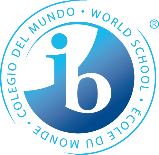 COLEGIO DEL MUNDO · WORLD SCHOOL · ÉCOLE DU MONDE ·
®
ib